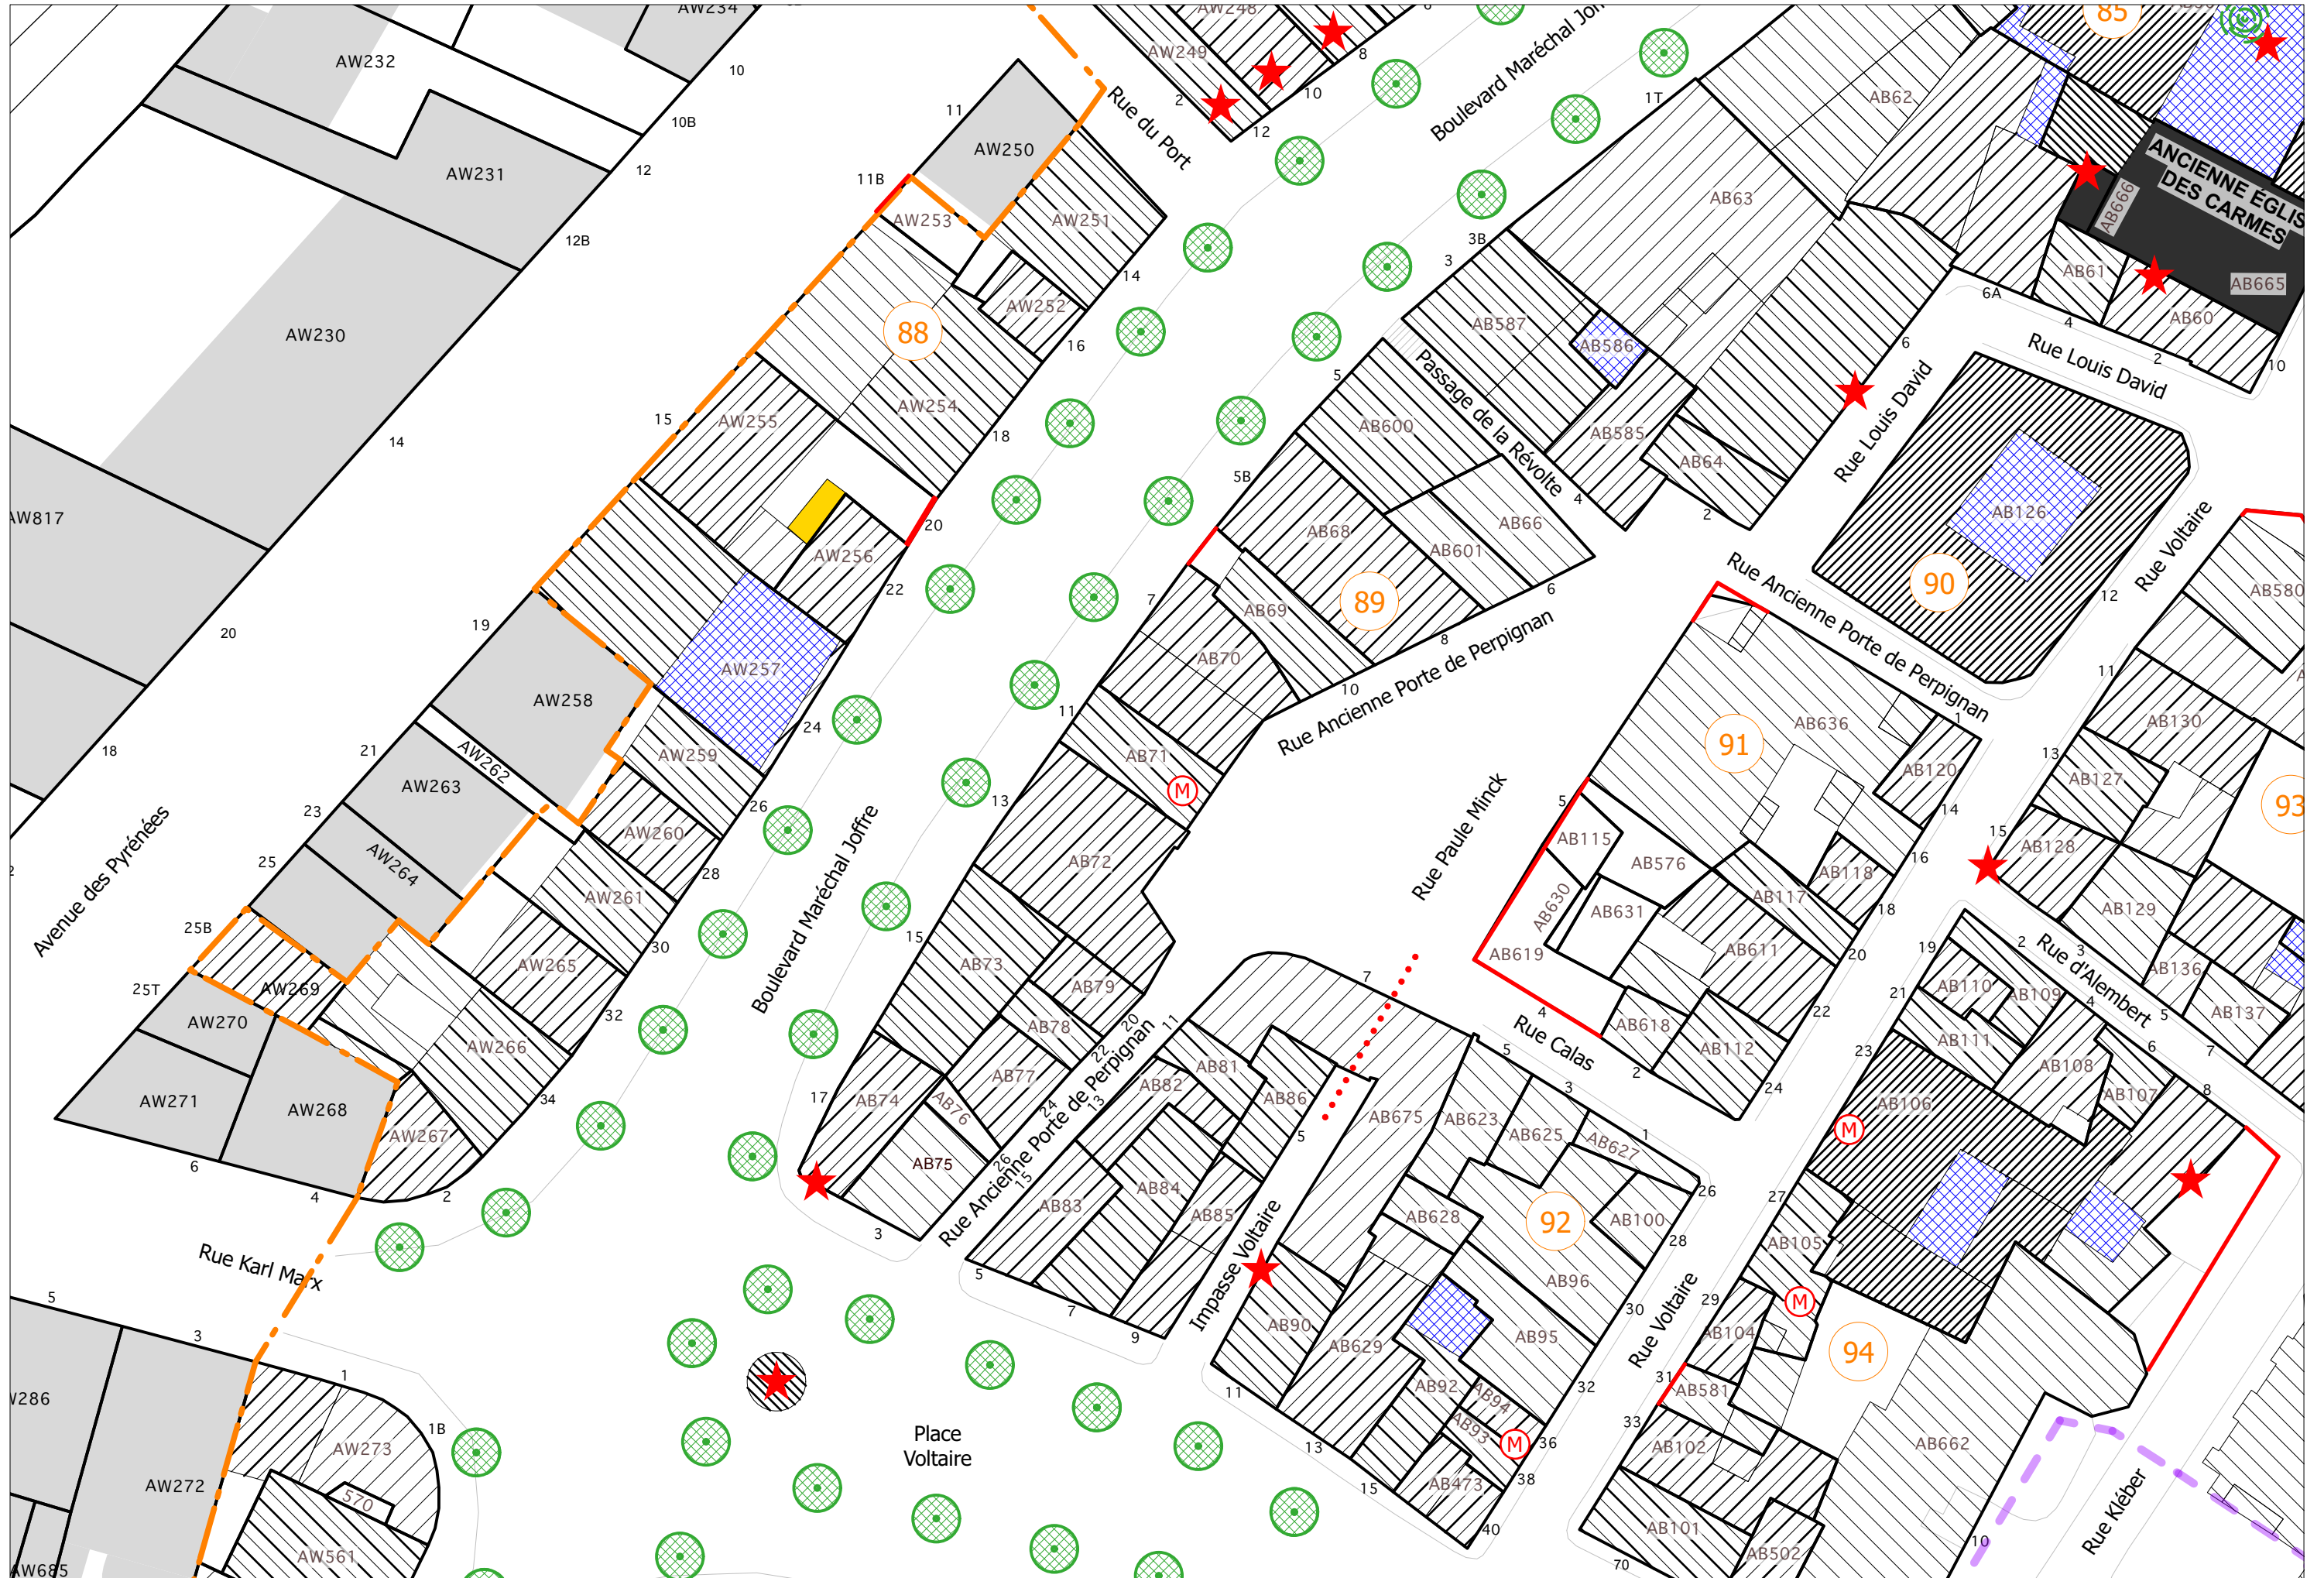 AW234
AW248
85
AW232
AW249
8
Boulevard Maréchal
10
10
2
12
Rue du Port
10B
11
AW250
1T
AB62
ANCIENNE
DES CARMES
AW231
12
11B
AW253
AW251
AB63
AB666
12B
3B
3
14
AB61
AB665
6A
AW230
88
AW252
AB587
AB586
4
AB60
16
6
Rue Louis David
2
10
5
Passage de la Révolte
AW254
AW255
15
14
18
AB600
AB585
AB64
Rue Louis David
5B
4
2
AB126
AW817
20
AB68
AB66
Rue Voltaire
AW256
AB601
22
6
Rue Ancienne Porte de Perpignan
90
12
AB580
7
AB69
89
20
19
8
AB70
AW257
10
Rue Ancienne Porte de Perpignan
11
AW258
11
24
1
AB636
AB130
91
18
21
AW262
AW259
AB71
M
13
AB127
AB120
AW263
26
13
Rue Paule Minck
5
14
93
23
AW260
AB115
15
AB128
Avenue des Pyrénées
25
AW264
28
Boulevard Maréchal Joffre
AB72
AB576
16
AB118
AW261
AB630
AB631
AB117
18
AB129
25B
30
15
AB611
19
2
Rue d'Alembert
3
AW265
AB73
AB619
20
AB136
25T
AW269
7
AB79
21
AB110
AB109
4
AW270
32
4
22
5
AB137
AW266
AB78
20
11
Rue Calas
AB618
AB111
6
7
22
5
AB112
23
AB108
AW271
AW268
34
17
AB74
AB77
AB81
AB82
AB86
2
8
AB107
AB76
24
13
AB675
3
24
AB106
M
AW267
5
AB623
AB625
1
AB627
6
4
2
AB75
26
15
AB84
26
27
Rue Ancienne Porte de Perpignan
AB83
AB85
AB628
92
AB100
3
28
AB105
Rue Karl Marx
5
Impasse Voltaire
AB96
29
M
5
7
AB90
30
3
9
AB629
AB95
Rue Voltaire
AB104
94
1
11
AB92
AB94
32
31
AB581
AW272
AW273
1B
Place
Voltaire
13
AB93
M
36
33
AB102
AB662
570
15
AB473
38
Rue Kléber
AW561
40
AB101
AB502
10
AW685
70